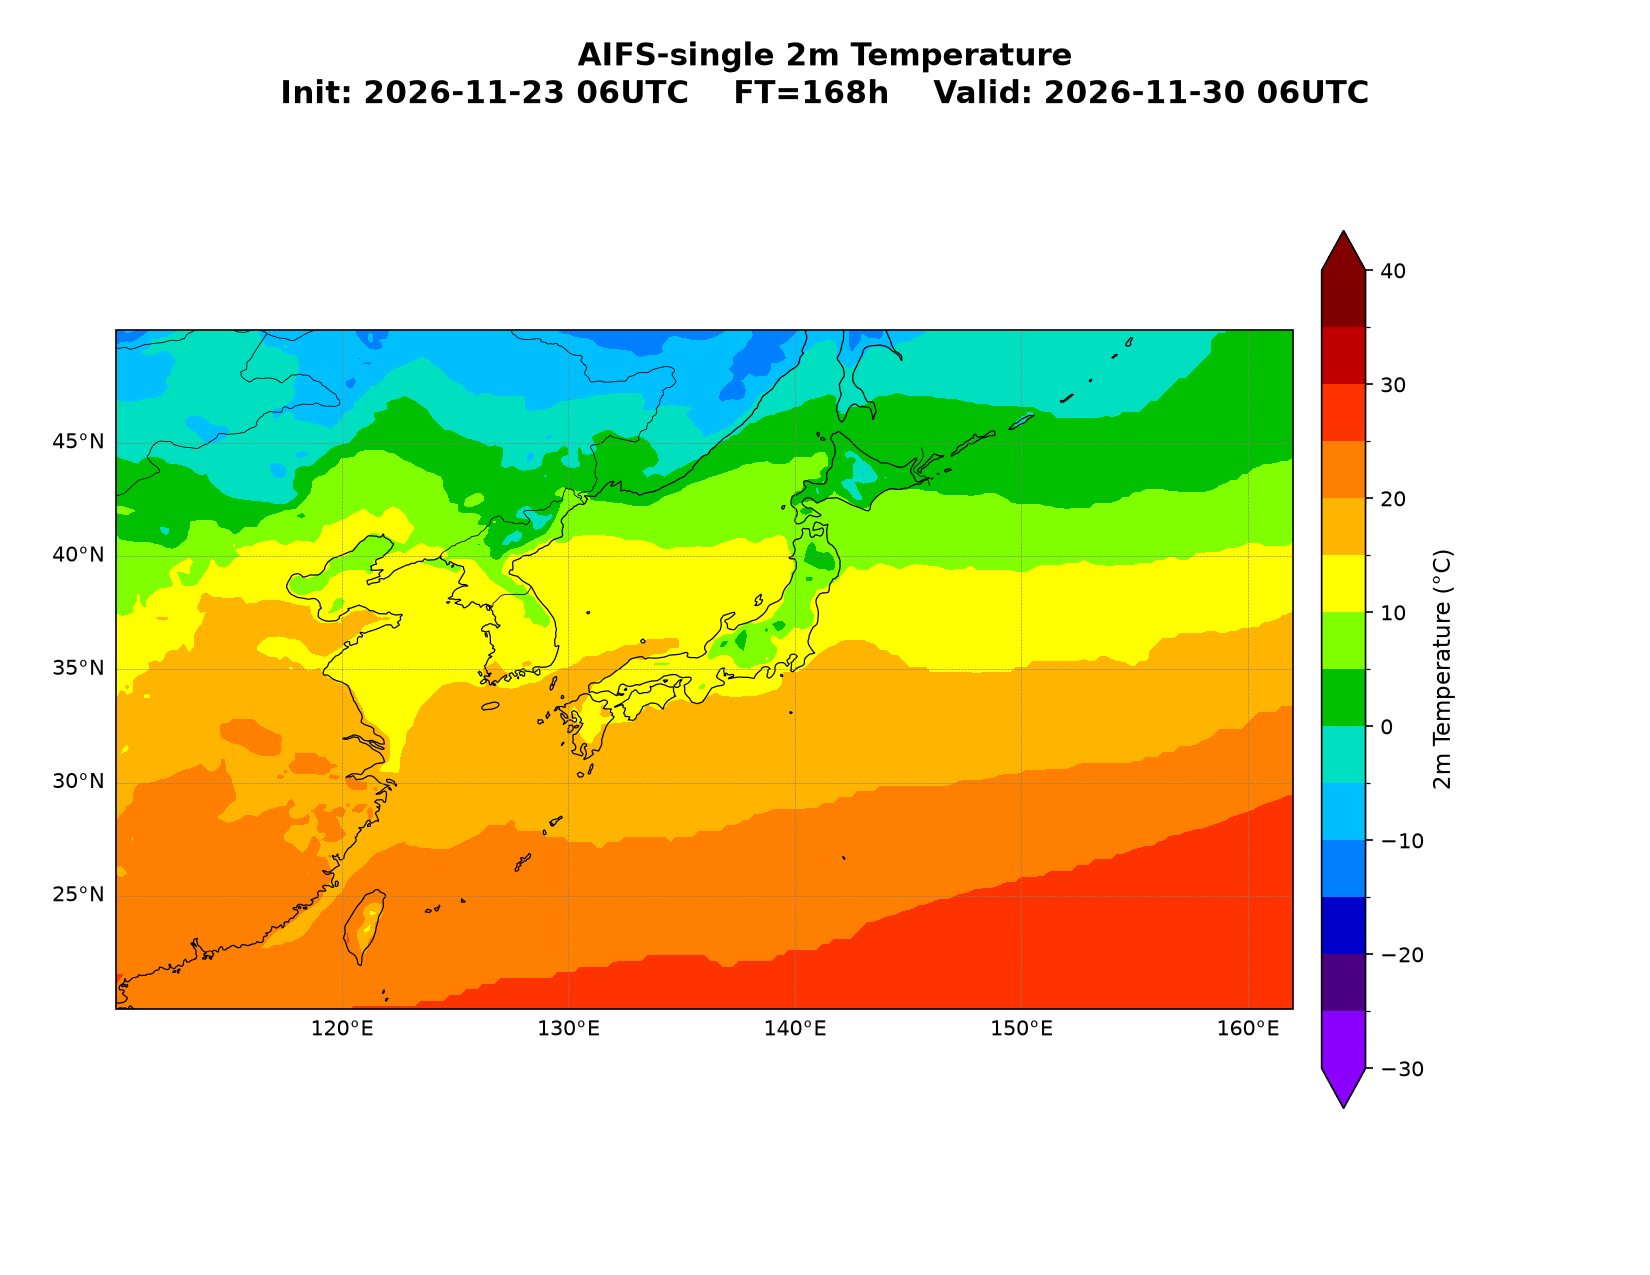 AIFS-single 2m Temperature
Init: 2026-11-23 06UTC    FT=168h    Valid: 2026-11-30 06UTC
45°N
40°N
35°N
30°N
25°N
120°E
130°E
140°E
150°E
160°E
40
30
20
10
0
−10
−20
−30
2m Temperature (°C)